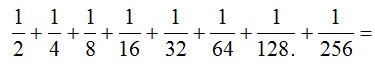 1/2 + 1/4 + 1/8 + 1/16 + 1/32 + 1/64 + 1/128. + 1/256 =